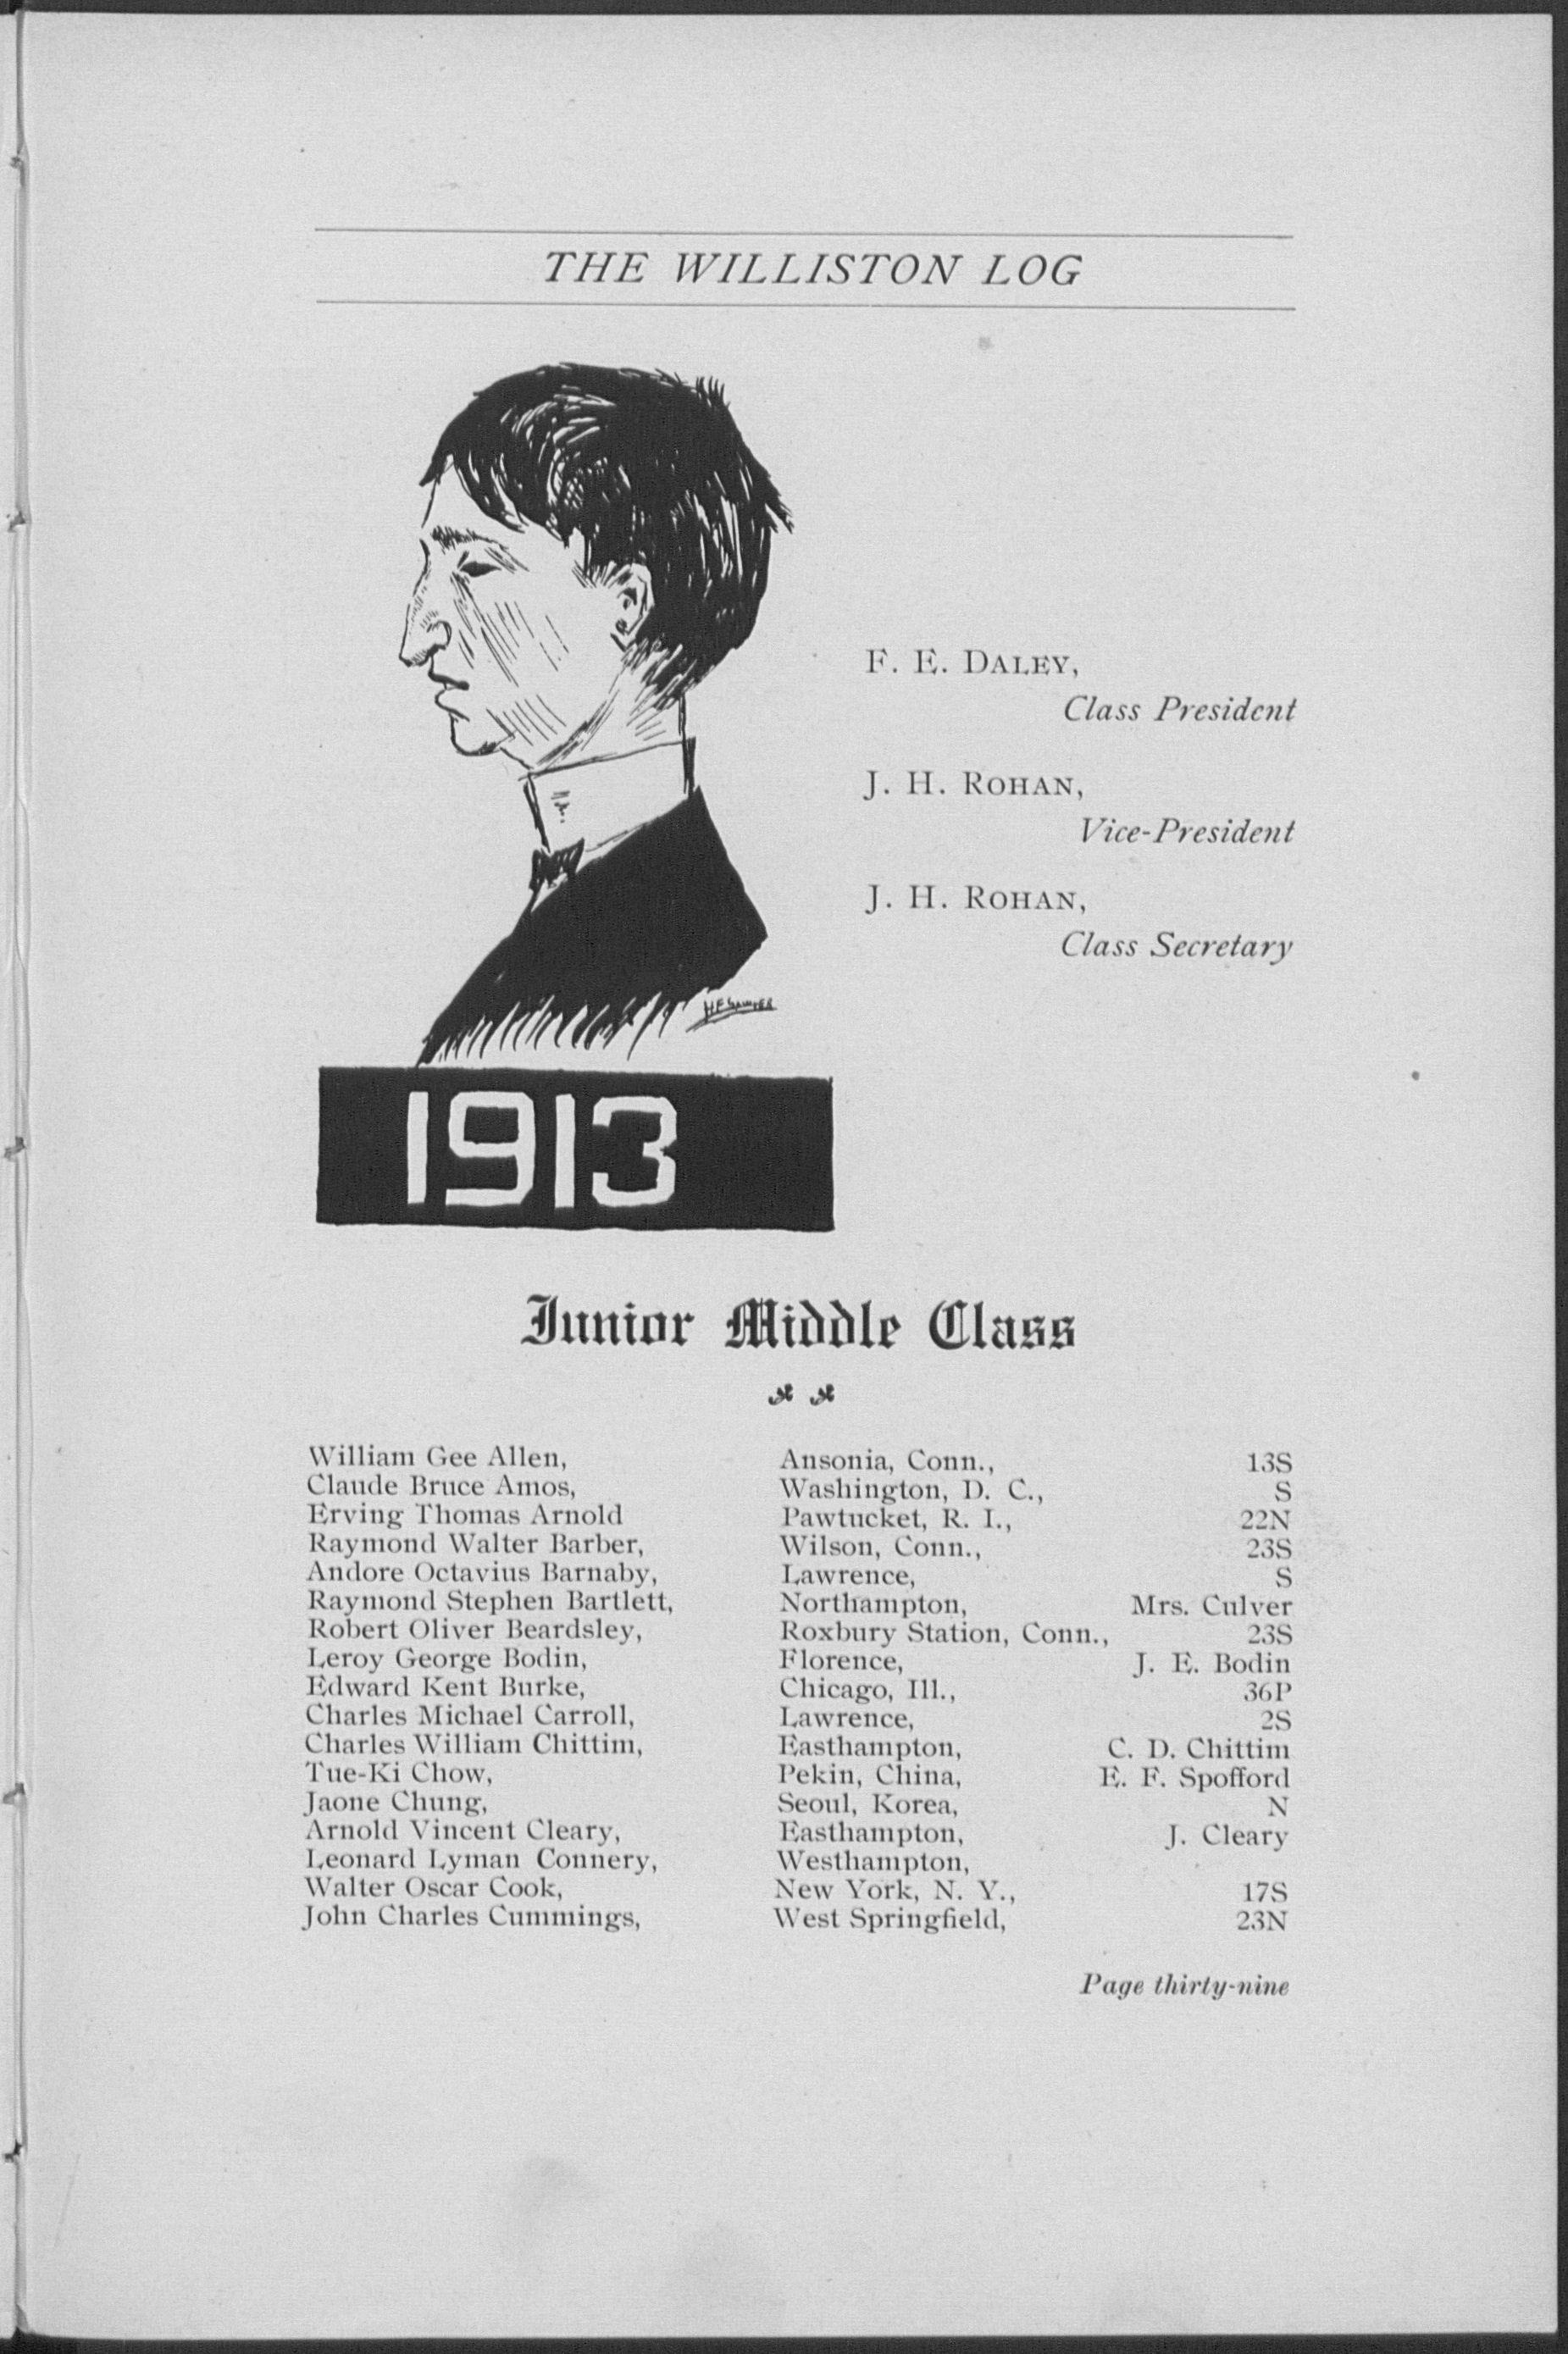 THE WILLISTON LOG
F. E. DALEY,
Class President
J. H. ROHAN,
Vice-President
J. H. ROHAN,
Class Secretary
1913
Junior Middle Class
William Gee Allen, Ansonia, Conn., 13S
Claude Bruce Amos, Washington, D. C., S
Erving Thomas Arnold Pawtucket, R. I., 22N
Raymond Walter Barber, Wilson, Conn., 23S
Andore Octavius Barnaby, Lawrence, S
Raymond Stephen Bartlett, Northampton, Mrs. Culver
Robert Oliver Beardsley, Roxbury Station, Conn., 23S
Leroy George Bodin, Florence, J. E. Bodin
Edward Kent Burke, Chicago, Ill., 36P
Charles Michael Carroll, Lawrence, 2S
Charles William Chittim, Easthampton, C. D. Chittim
Tue-Ki Chow, Pekin, China, E. F. Spofford
Jaone Chung, Seoul, Korea, N
Arnold Vincent Cleary, Easthampton, J. Cleary
Leonard Lyman Connery, Westhampton,
Walter Oscar Cook, New York, N. Y., 17S
John Charles Cummings, West Springfield, 23N
Page thirty-nine